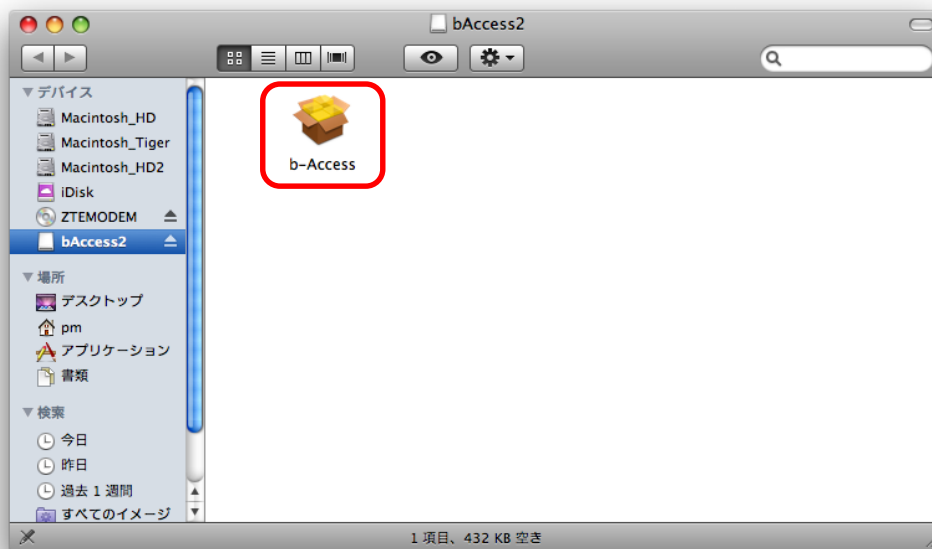 bAccess2
デバイス
Macintosh_HD
Macintosh_Tiger
Macintosh_HD2
iDisk
ZTEMODEM
bAccess2
場所
デスクトップ
pm
アプリケーション
書類
検索
今日
昨日
過去 1 週間
すべてのイメージ
b-Access
1 項目、432 KB 空き